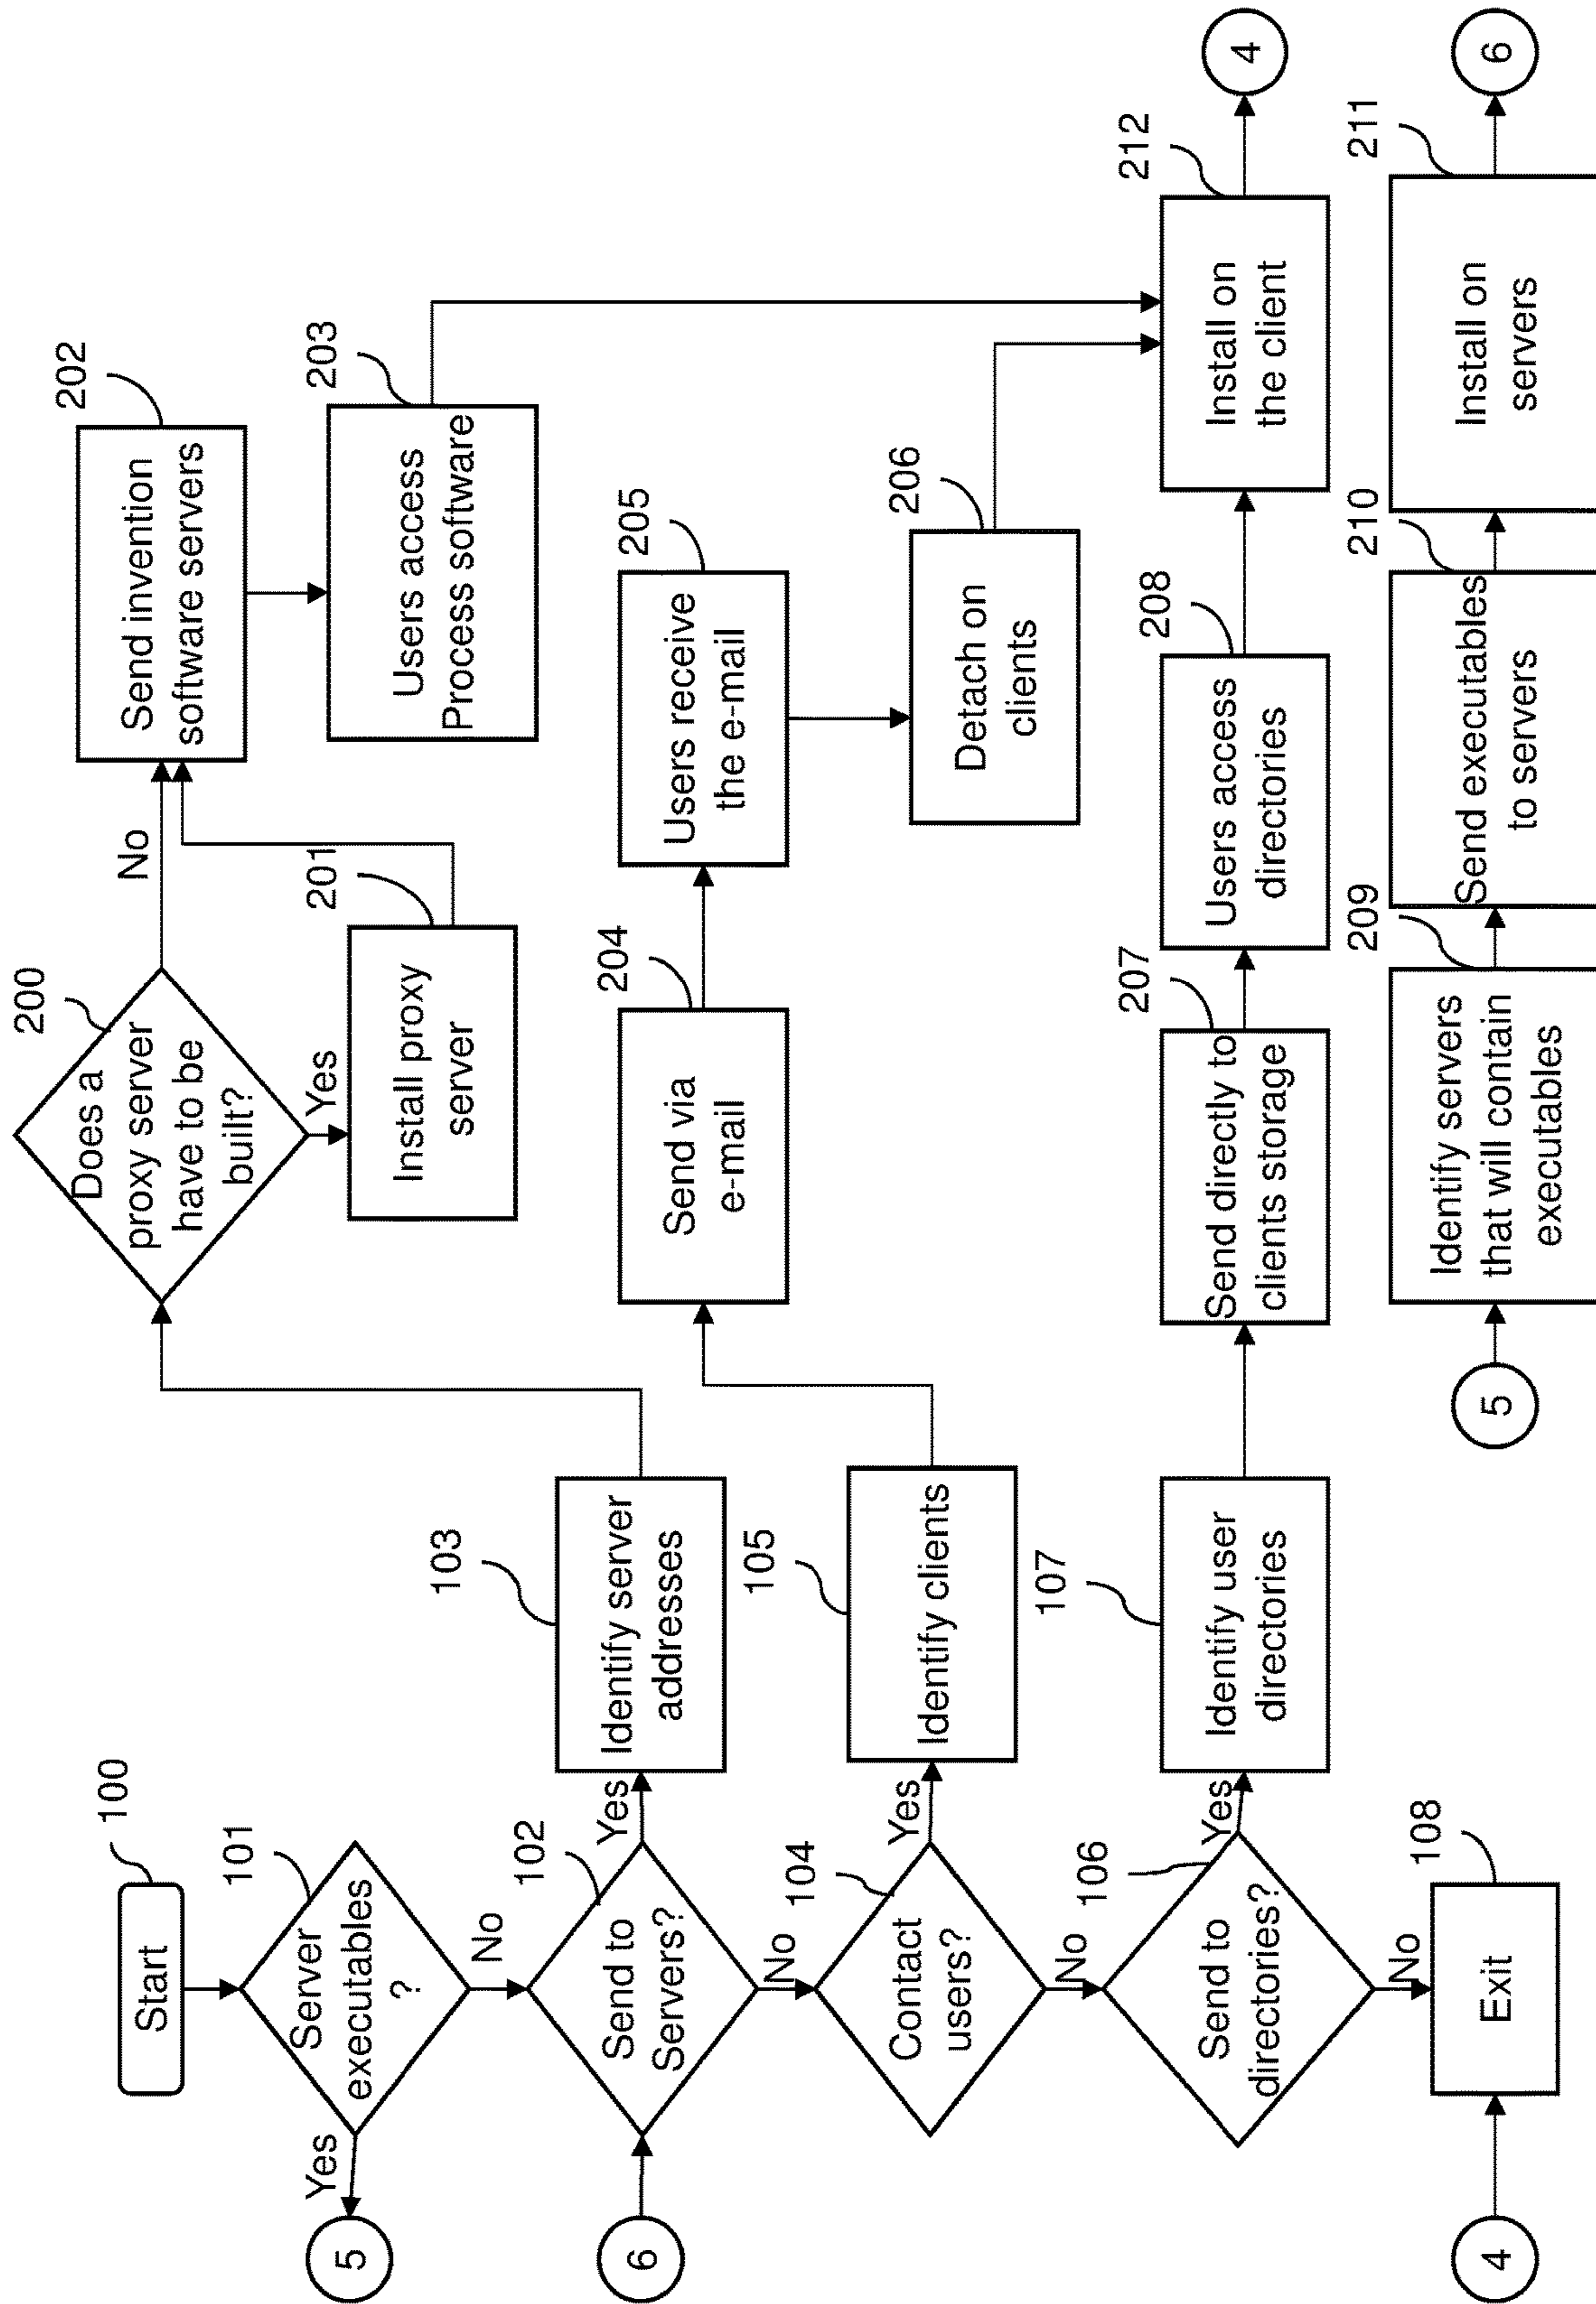 100
Start
101
Server
executables
?
Yes
5
No
102
Send to
Servers?
6
Yes
103
Identify server
addresses
No
104
Contact
users?
Yes
105
Identify clients
No
106
Send to
directories?
Yes
107
Identify user
directories
No
108
Exit
4
200
Does a
proxy server
have to be
built?
No
Yes
201
Install proxy
server
202
Send invention
software servers
203
Users access
Process software
204
Send via
e-mail
205
Users receive
the e-mail
206
Detach on
clients
207
Send directly to
clients storage
208
Users access
directories
212
Install on
the client
4
5
209
Identify servers
that will contain
executables
210
Send executables
to servers
211
Install on
servers
6